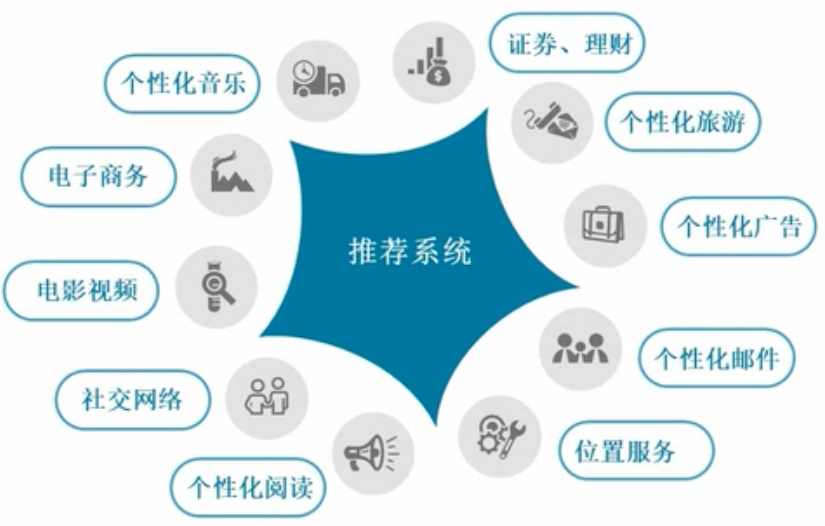 证券、理财
个性化音乐
个性化旅游
电子商务
个性化广告
推荐系统
电影视频
个性化邮件
社交网络
位置服务
个性化阅读